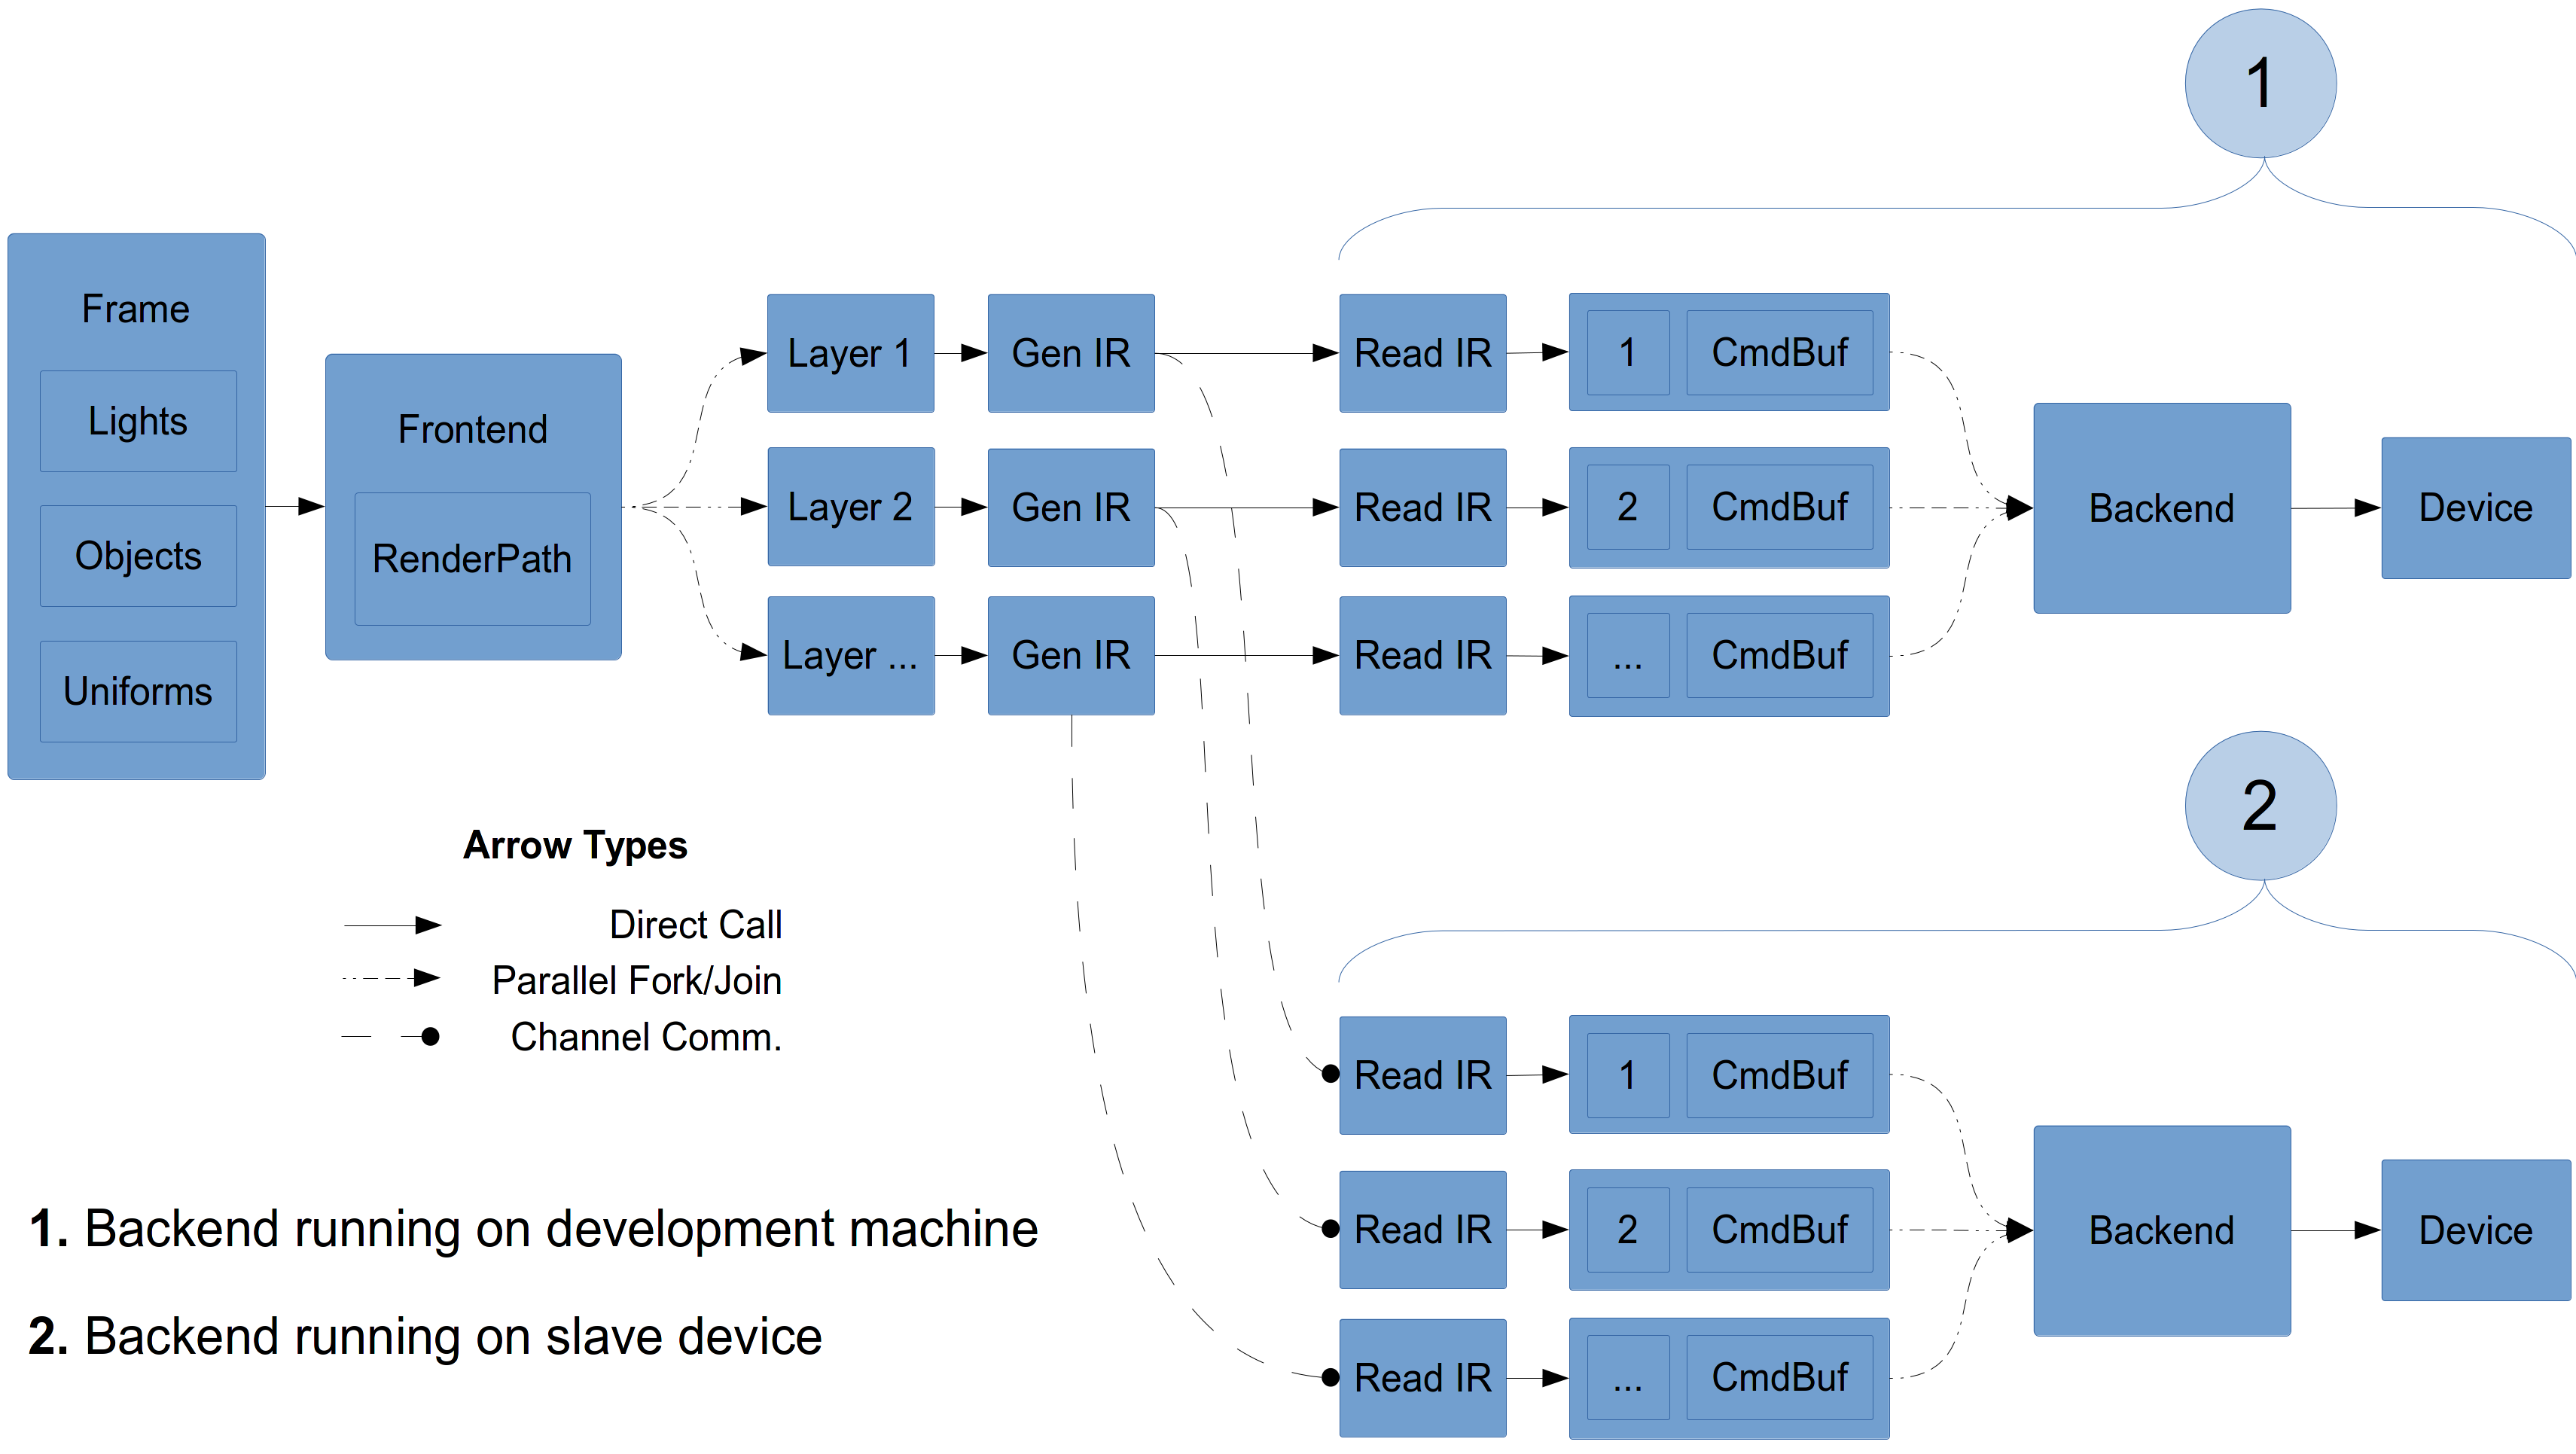 1
Frame
Lights
Objects
Uniforms
Frontend
RenderPath
Layer 1
Gen IR
Read IR
1
CmdBuf
Layer 2
Gen IR
Read IR
2
CmdBuf
Layer ...
Gen IR
Read IR
...
CmdBuf
Backend
Device
2
Arrow Types
Direct Call
Parallel Fork/Join
Channel Comm.
Read IR
1
CmdBuf
Read IR
2
CmdBuf
Read IR
...
CmdBuf
Backend
Device
1. Backend running on development machine
2. Backend running on slave device